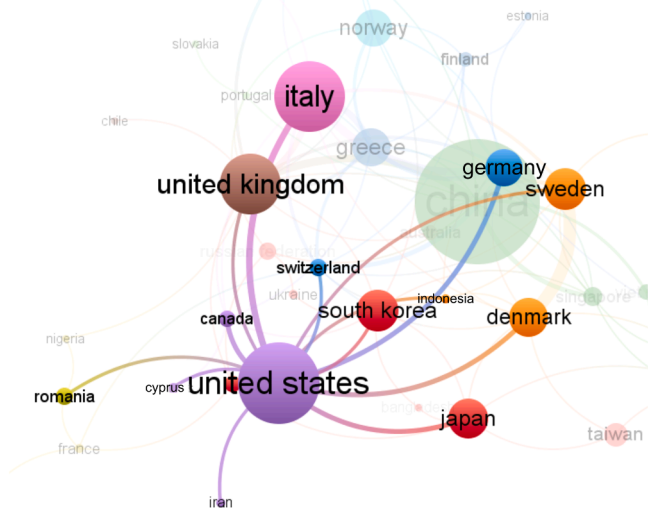 estonia
norway
slovakia
finland
italy
portugal
chile
greece
germany
united kingdom
sweden
china
australia
russian federation
switzerland
ukraine
singapore
indonesia
south korea
canada
denmark
nigeria
united states
cyprus
romania
japan
taiwan
france
iran